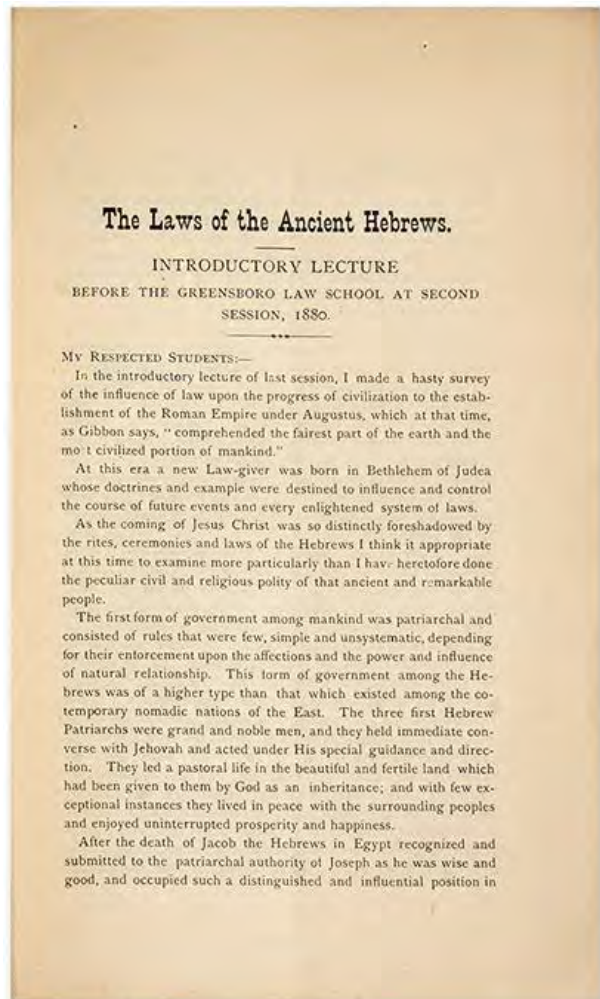 The Laws of the Ancient Hebrews.
INTRODUCTORY LECTURE
BEFORE THE GREENSBORO LAW SCHOOL AT SECOND
SESSION, 1880.
MY RESPECTED STUDENTS:—
In the introductory lecture of last session, I made a hasty survey
of the influence of law upon the progress of civilization to the estab-
lishment of the Roman Empire under Augustus, which at that time,
as Gibbon says, "comprehended the fairest part of the earth and the
mo t civilized portion of mankind."
At this era a new Law-giver was born in Bethlehem of Judea
whose doctrines and example were destined to influence and control
the course of future events and every enlightened system of laws.
As the coming of Jesus Christ was so distinctly foreshadowed by
the rites, ceremonies and laws of the Hebrews I think it appropriate
at this time to examine more particularly than I have heretofore done
the peculiar civil and religious polity of that ancient and remarkable
people.
The first form of government among mankind was patriarchal and
consisted of rules that were few, simple and unsystematic, depending
for their enforcement upon the affections and the power and influence
of natural relationship. This form of government among the He-
brews was of a higher type than that which existed among the co-
temporary nomadic nations of the East. The three first Hebrew
Patriarchs were grand and noble men, and they held immediate con-
verse with Jehovah and acted under His special guidance and direc-
tion. They led a pastoral life in the beautiful and fertile land which
had been given to them by God as an inheritance; and with few ex-
ceptional instances they lived in peace with the surrounding peoples
and enjoyed uninterrupted prosperity and happiness.
After the death of Jacob the Hebrews in Egypt recognized and
submitted to the patriarchal authority of Joseph as he was wise and
good, and occupied such a distinguished and influential position in